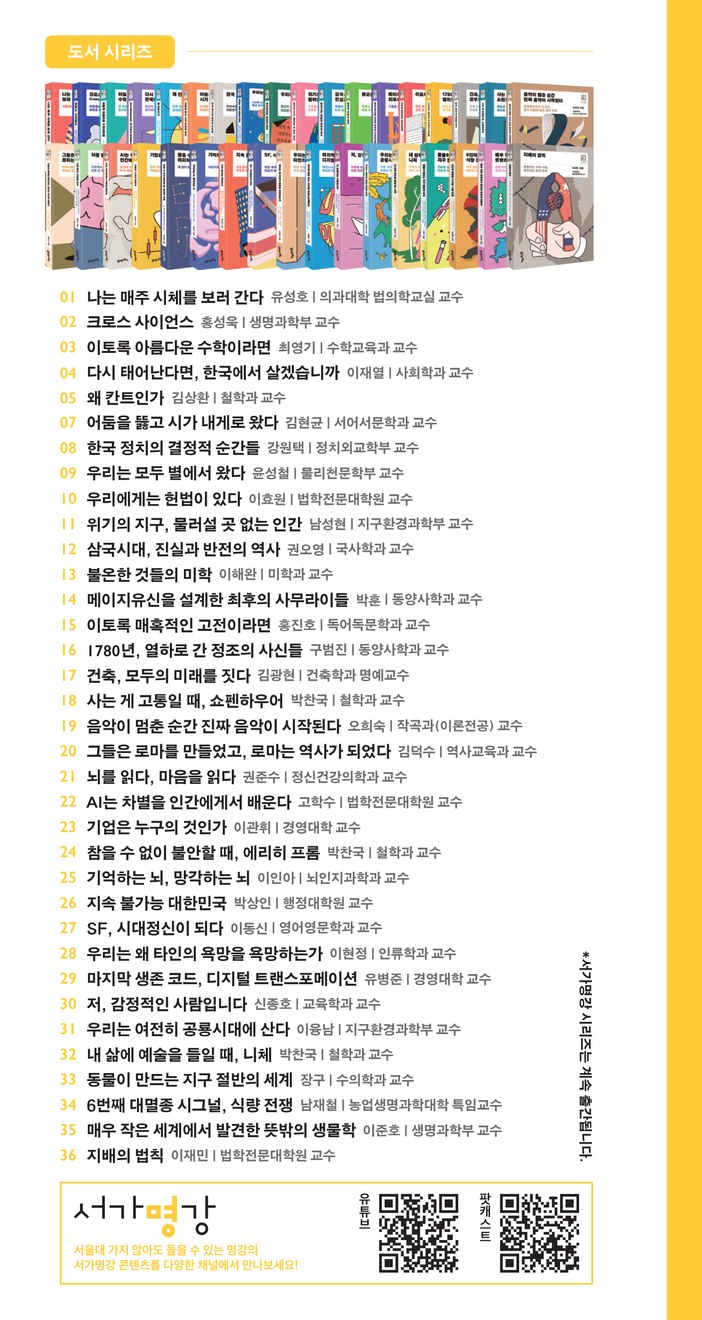 도서 시리즈
01 나는 매주 시체를 보러 간다 유성호 | 의과대학 법의학교실 교수
02 크로스 사이언스 홍성욱 | 생명과학부 교수
03 이토록 아름다운 수학이라면 최영기 | 수학교육과 교수
04 다시 태어난다면, 한국에서 살겠습니까 이재열 | 사회학과 교수
05 왜 칸트인가 김상환 | 철학과 교수
07 어둠을 뚫고 시가 내게로 왔다 김현균 | 서어서문학과 교수
08 한국 정치의 결정적 순간들 강원택 | 정치외교학부 교수
09 우리는 모두 별에서 왔다 윤성철 | 물리천문학부 교수
10 우리에게는 헌법이 있다 이효원 | 법학전문대학원 교수
11 위기의 지구, 물러설 곳 없는 인간 남성현 | 지구환경과학부 교수
12 삼국시대, 진실과 반전의 역사 권오영 | 국사학과 교수
13 불온한 것들의 미학 이해완 | 미학과 교수
14 메이지유신을 설계한 최후의 사무라이들 박훈 | 동양사학과 교수
15 이토록 매혹적인 고전이라면 홍진호 | 독어독문학과 교수
16 1780년, 열하로 간 정조의 사신들 구범진 | 동양사학과 교수
17 건축, 모두의 미래를 짓다 김광현 | 건축학과 명예교수
18 사는 게 고통일 때, 쇼펜하우어 박찬국 | 철학과 교수
19 음악이 멈춘 순간 진짜 음악이 시작된다 오희숙 | 작곡과(이론전공) 교수
20 그들은 로마를 만들었고, 로마는 역사가 되었다 김덕수 | 역사교육과 교수
21 뇌를 읽다, 마음을 읽다 권준수 | 정신건강의학과 교수
22 AI는 차별을 인간에게서 배운다 고학수 | 법학전문대학원 교수
23 기업은 누구의 것인가 이관휘 | 경영대학 교수
24 참을 수 없이 불안할 때, 에리히 프롬 박찬국 | 철학과 교수
25 기억하는 뇌, 망각하는 뇌 이인아 | 뇌인지과학과 교수
26 지속 불가능 대한민국 박상인 | 행정대학원 교수
27 SF, 시대정신이 되다 이동신 | 영어영문학과 교수
28 우리는 왜 타인의 욕망을 욕망하는가 이현정 | 인류학과 교수
29 마지막 생존 코드, 디지털 트랜스포메이션 유병준 | 경영대학 교수
30 저, 감정적인 사람입니다 신종호 | 교육학과 교수
31 우리는 여전히 공룡시대에 산다 이융남 | 지구환경과학부 교수
32 내 삶에 예술을 들일 때, 니체 박찬국 | 철학과 교수
33 동물이 만드는 지구 절반의 세계 장구 | 수의학과 교수
34 6번째 대멸종 시그널, 식량 전쟁 남재철 | 농업생명과학대학 특임교수
35 매우 작은 세계에서 발견한 뜻밖의 생물학 이준호 | 생명과학부 교수
36 지배의 법칙 이재민 | 법학전문대학원 교수
*서가명강 시리즈는 계속 출간됩니다.
서가명강
서울대 가지 않아도 들을 수 있는 명강의
서가명강 콘텐츠를 다양한 채널에서 만나보세요!
유튜브
팟캐스트